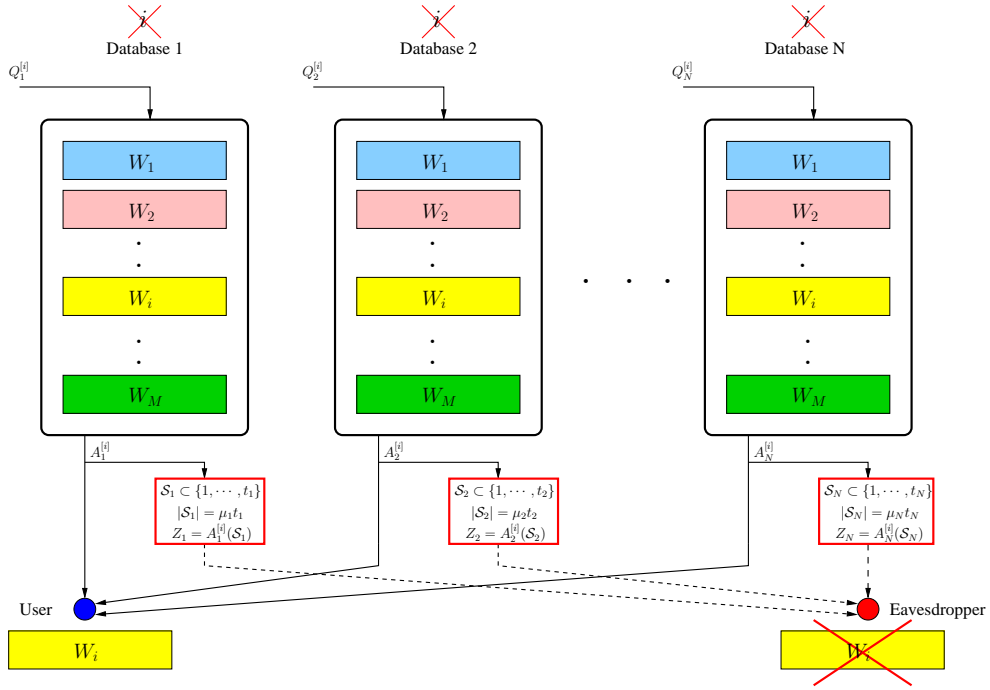 i i i
Database 1 Database 2 Database N
Q_1^{[i]} Q_2^{[i]} Q_N^{[i]}
W_1 W_1 W_1
W_2 W_2 W_2
W_i W_i W_i
W_M W_M W_M
A_1^{[i]} A_2^{[i]} A_N^{[i]}
𝒮_1 ⊂ {1, ⋯ , t_1} 𝒮_2 ⊂ {1, ⋯ , t_2} 𝒮_N ⊂ {1, ⋯ , t_N}
|𝒮_1| = μ_1 t_1 |𝒮_2| = μ_2 t_2 |𝒮_N| = μ_N t_N
Z_1 = A_1^{[i]}(𝒮_1) Z_2 = A_2^{[i]}(𝒮_2) Z_N = A_N^{[i]}(𝒮_N)
User Eavesdropper
W_i W_i